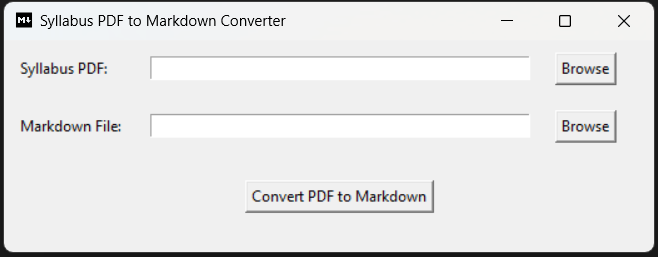 M↓ Syllabus PDF to Markdown Converter
Syllabus PDF: Browse
Markdown File: Browse
Convert PDF to Markdown